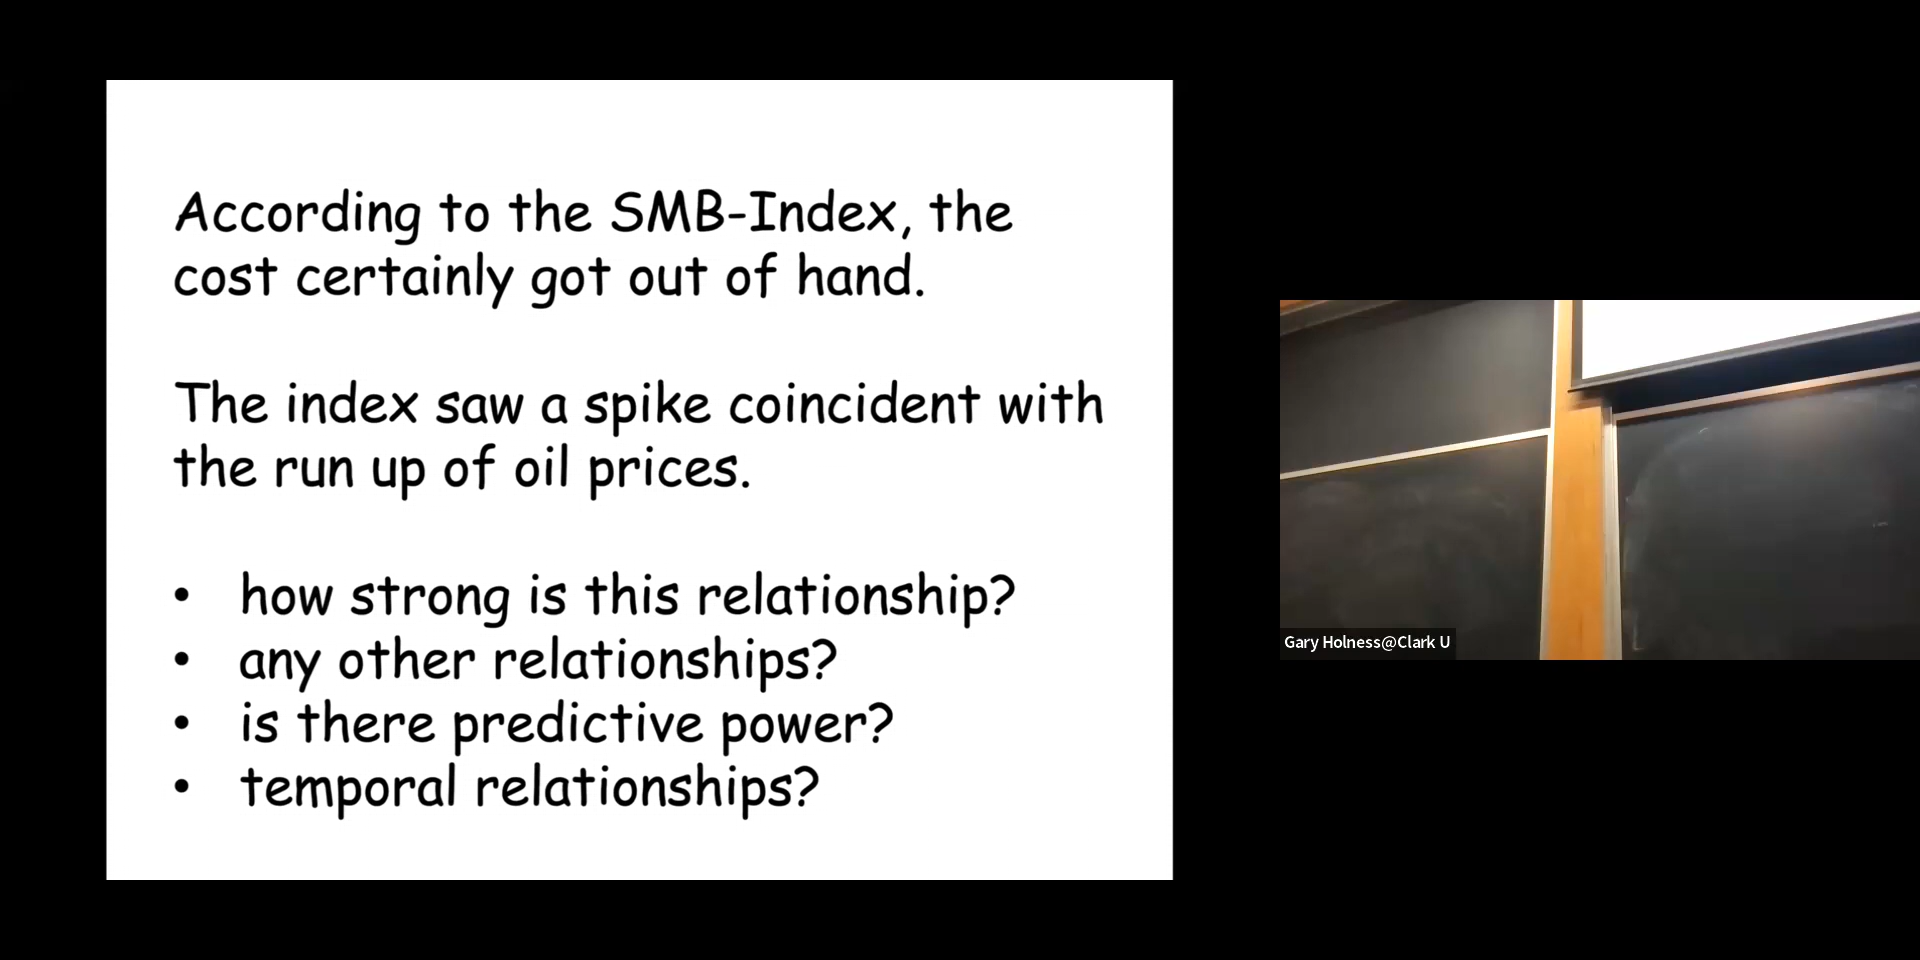 According to the SMB-Index, the
cost certainly got out of hand.
The index saw a spike coincident with
the run up of oil prices.
• how strong is this relationship?
• any other relationships?
• is there predictive power?
• temporal relationships?
Gary Holness@Clark U